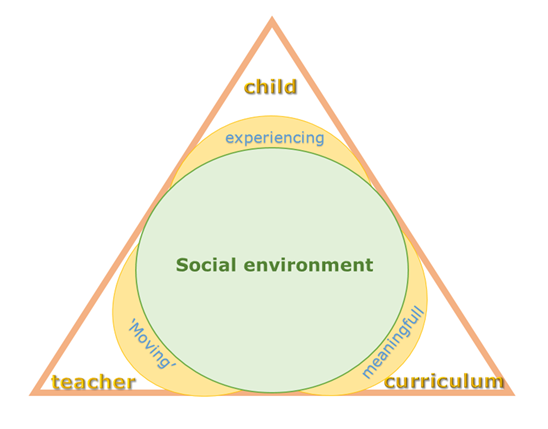 child
experiencing
Social environment
'Moving'
meaningfull
teacher
curriculum